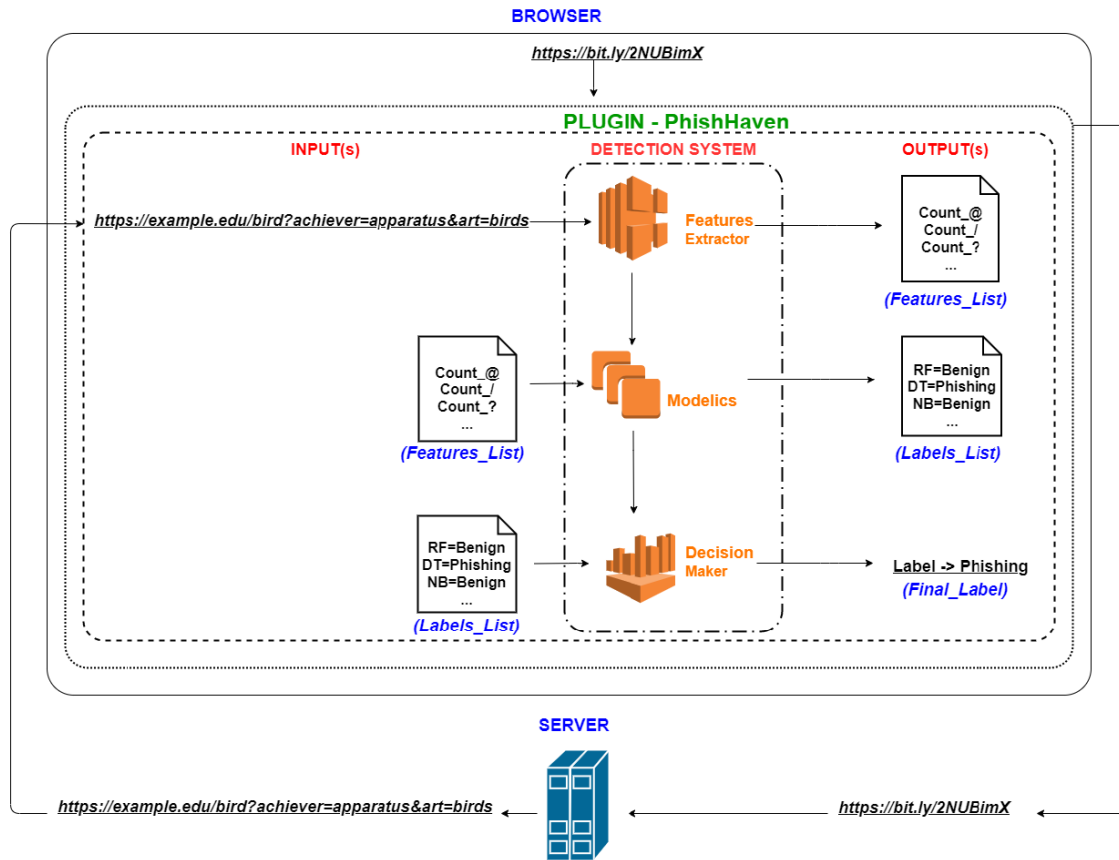 BROWSER
https://bit.ly/2NUBimX
PLUGIN - PhishHaven
INPUT(s)
DETECTION SYSTEM
OUTPUT(s)
https://example.edu/bird?achiever=apparatus&art=birds
Features
Extractor
Count_@
Count_/
Count_?
...
(Features_List)
Count_@
Count_/
Count_?
...
(Features_List)
Modelics
RF=Benign
DT=Phishing
NB=Benign
...
(Labels_List)
RF=Benign
DT=Phishing
NB=Benign
...
(Labels_List)
Decision
Maker
Label -> Phishing
(Final_Label)
SERVER
https://example.edu/bird?achiever=apparatus&art=birds
https://bit.ly/2NUBimX